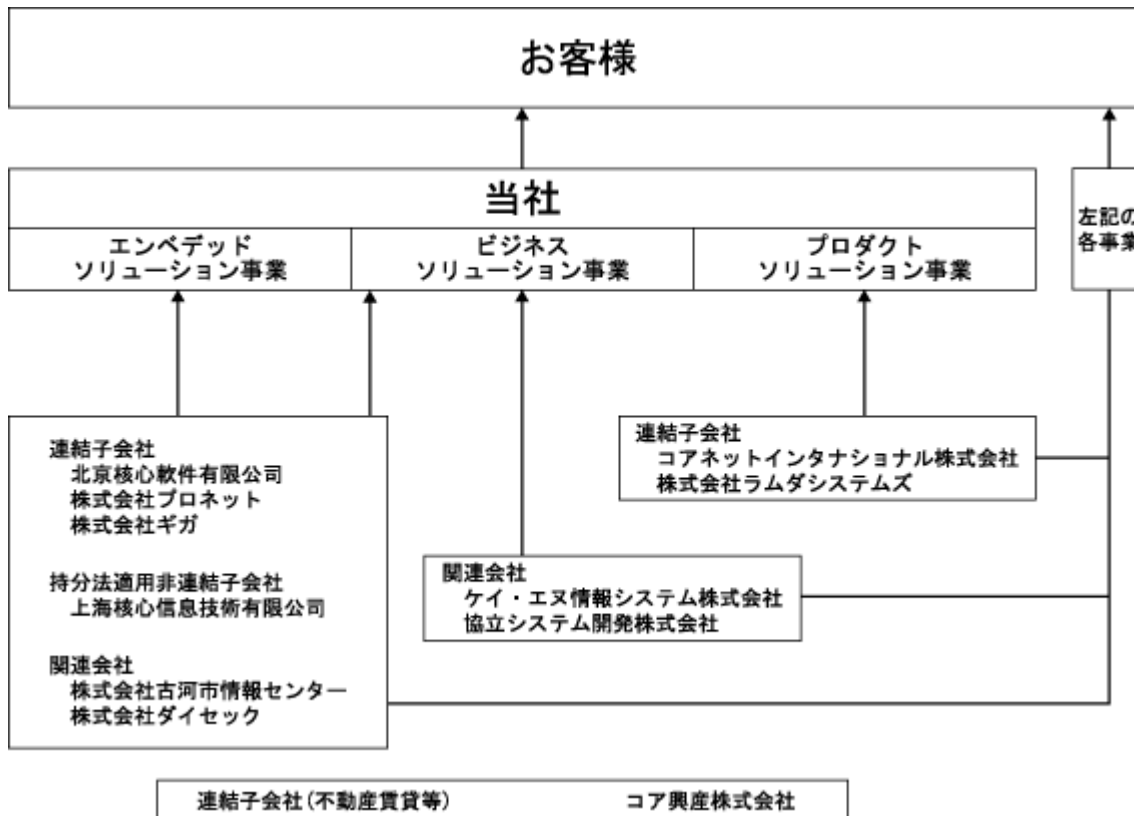 お客様
当社
エンベデッド
ソリューション事業
ビジネス
ソリューション事業
プロダクト
ソリューション事業
左記の
各事業
連結子会社
北京核心軟件有限公司
株式会社プロネット
株式会社ギガ
持分法適用非連結子会社
上海核心信息技術有限公司
関連会社
株式会社古河市情報センター
株式会社ダイセック
連結子会社
コアネットインタナショナル株式会社
株式会社ラムダシステムズ
関連会社
ケイ・エヌ情報システム株式会社
協立システム開発株式会社
連結子会社(不動産賃貸等) コア興産株式会社